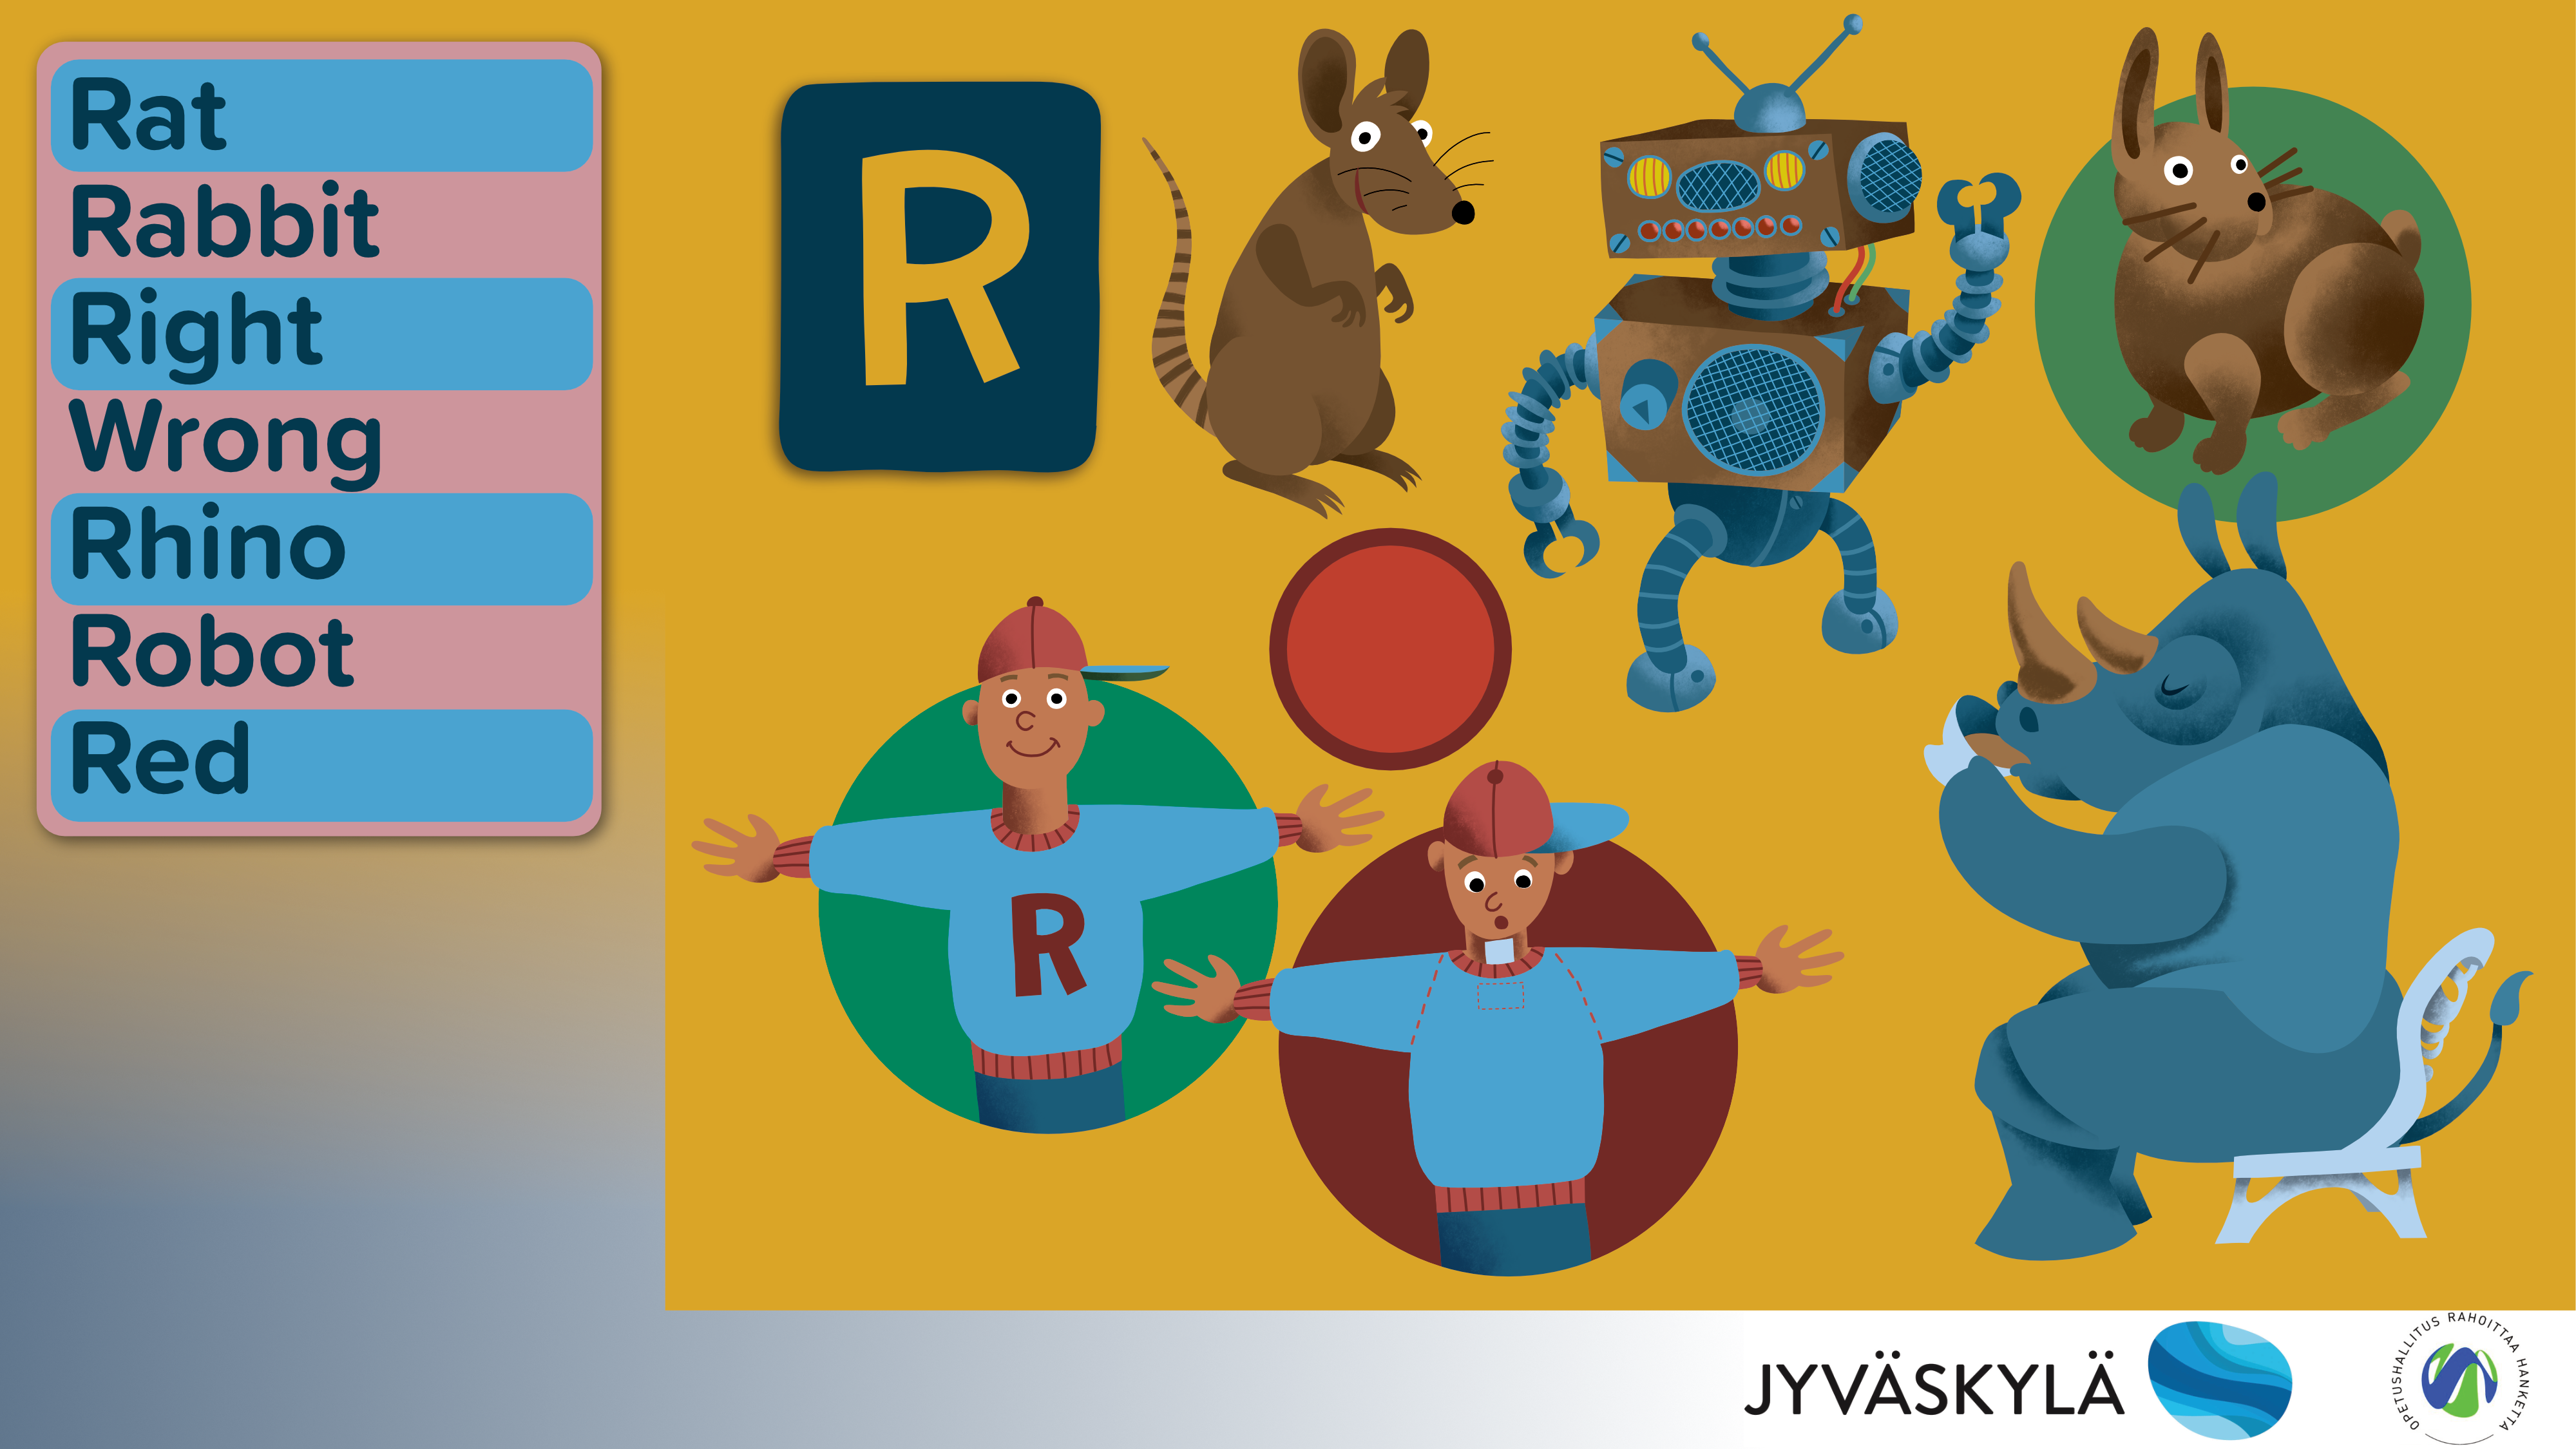 Rat
Rabbit
Right
Wrong
Rhino
Robot
Red
R
R
JYVÄSKYLÄ
OPETUSHALLITUS RAHOITTAA HANKETTA